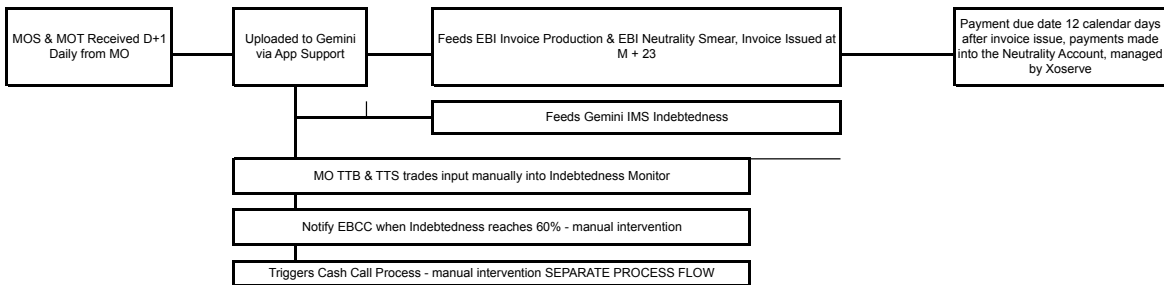 MOS & MOT Received D+1
Daily from MO
Uploaded to Gemini
via App Support
Feeds EBI Invoice Production & EBI Neutrality Smear, Invoice Issued at
M + 23
Payment due date 12 calendar days
after invoice issue, payments made
into the Neutrality Account, managed
by Xoserve
Feeds Gemini IMS Indebtedness
MO TTB & TTS trades input manually into Indebtedness Monitor
Notify EBCC when Indebtedness reaches 60% - manual intervention
Triggers Cash Call Process - manual intervention SEPARATE PROCESS FLOW